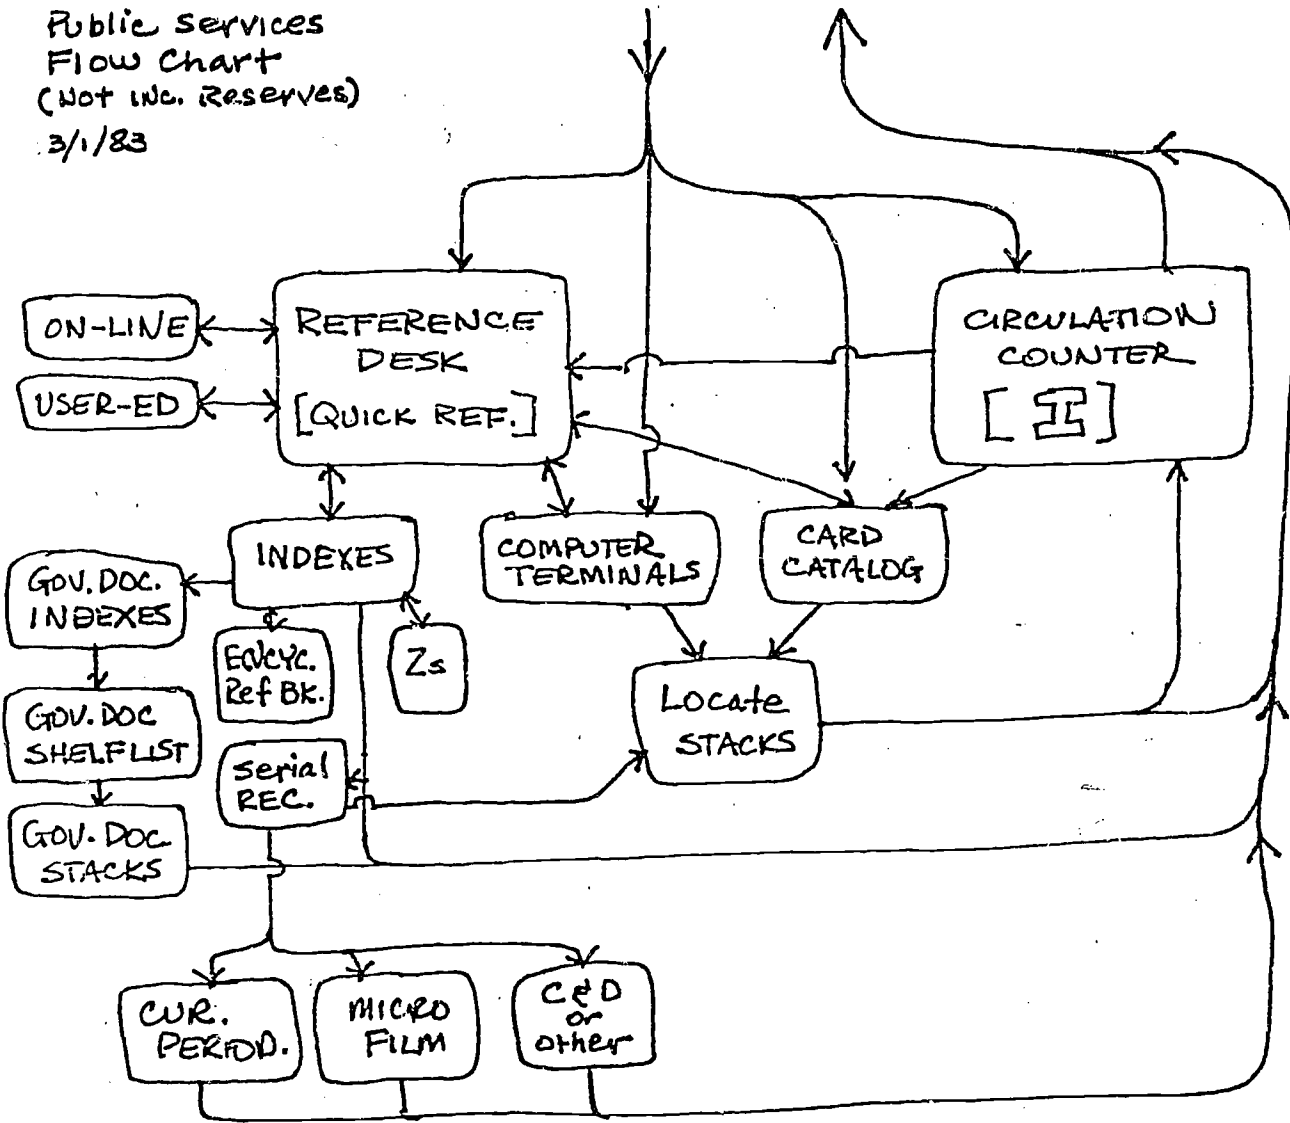 Public Services
Flow Chart
(Not inc. Reserves)
3/1/83
ON-LINE
USER-ED
REFERENCE
DESK
[QUICK REF.]
CIRCULATION
COUNTER
[I]
INDEXES
COMPUTER
TERMINALS
CARD
CATALOG
GOV. DOC.
INDEXES
ENCYC.
Ref BK.
Zs
LOCate
STACKS
GOV. DOC
SHELFLIST
Serial
REC.
GOV. DOC
STACKS
CUR.
PERIOD.
MICRO
FILM
C&D
or
other